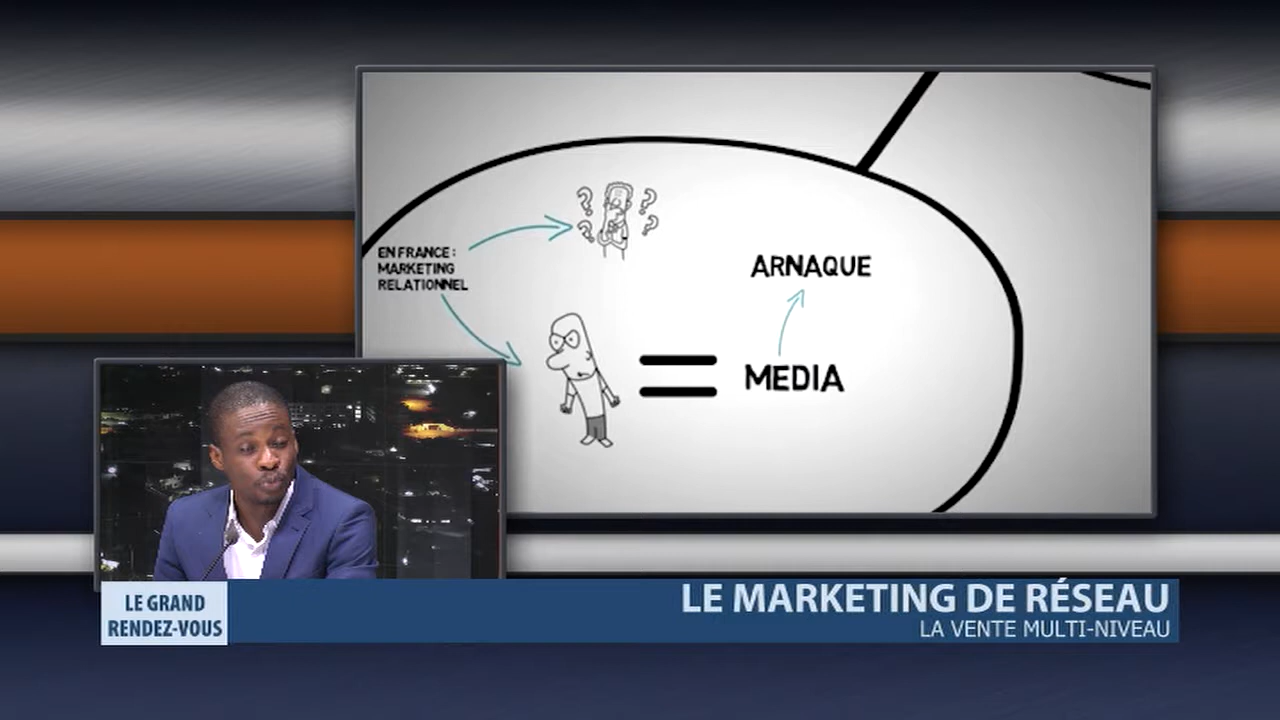 EN FRANCE :
MARKETING
RELATIONNEL
? ?
? ?
ARNAQUE
MEDIA
LE GRAND
RENDEZ-VOUS
LE MARKETING DE RÉSEAU
LA VENTE MULTI-NIVEAU